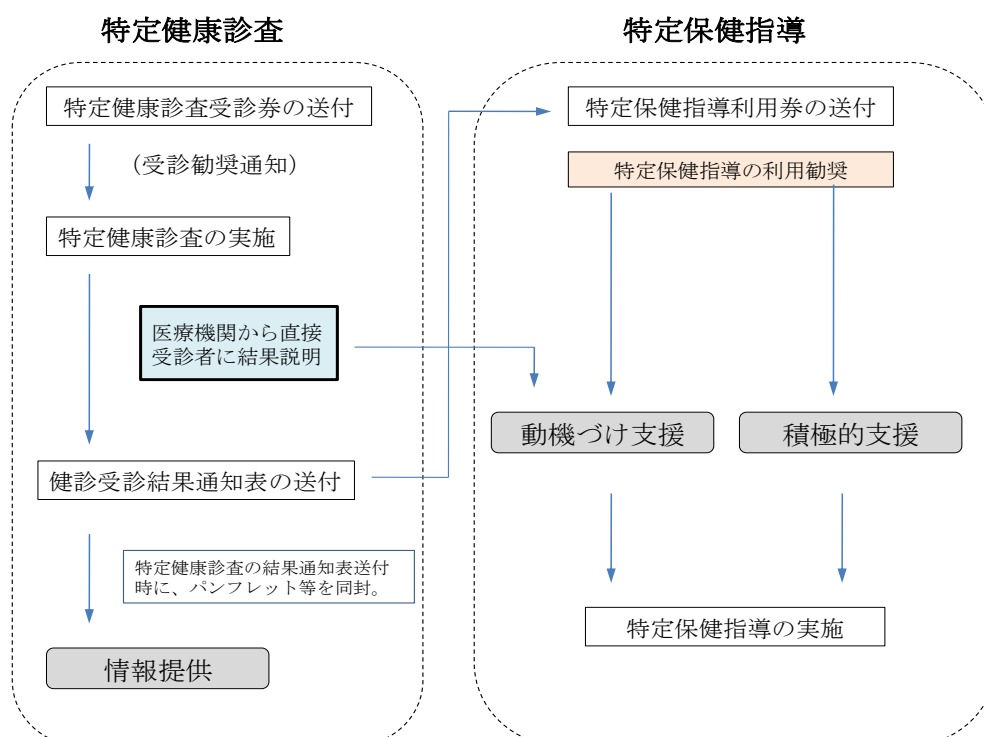 特定健康診査
特定健康診査受診券の送付
(受診勧奨通知)
特定健康診査の実施
医療機関から直接
受診者に結果説明
健診受診結果通知表の送付
特定健康診査の結果通知表送付
時に、パンフレット等を同封。
情報提供
特定保健指導
特定保健指導利用券の送付
特定保健指導の利用勧奨
動機づけ支援
積極的支援
特定保健指導の実施